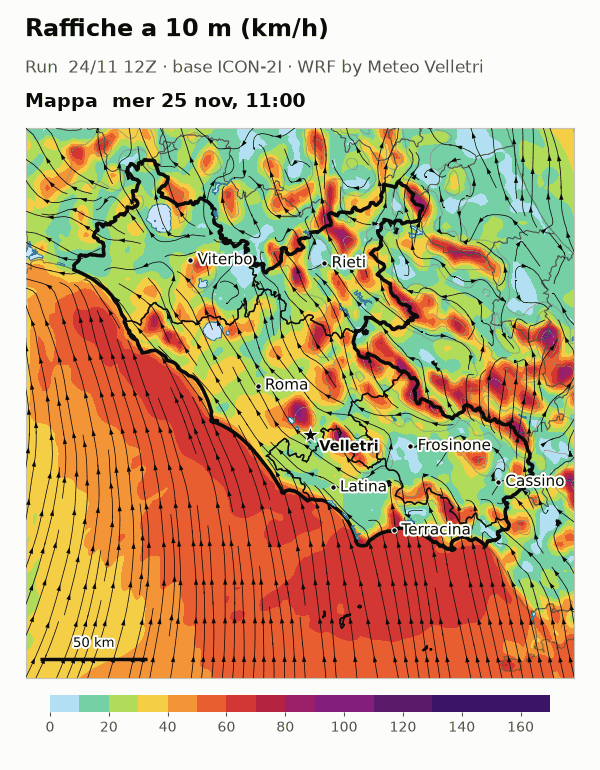 Raffiche a 10 m (km/h)
Run  24/11 12Z · base ICON-2I · WRF by Meteo Velletri
Mappa  mer 25 nov, 11:00
Viterbo
Rieti
Roma
Velletri
Frosinone
Latina
Cassino
Terracina
50 km
0 20 40 60 80 100 120 140 160